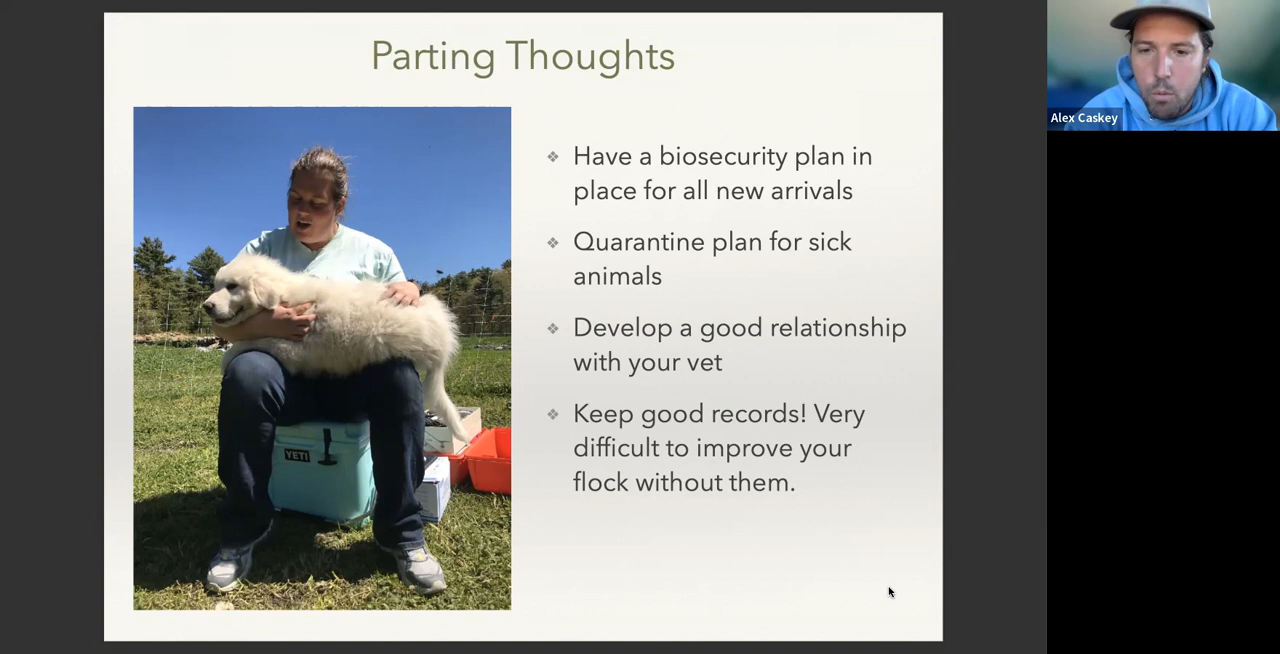 Parting Thoughts
Have a biosecurity plan in
place for all new arrivals
Quarantine plan for sick
animals
Develop a good relationship
with your vet
Keep good records! Very
difficult to improve your
flock without them.
YETI
Alex Caskey